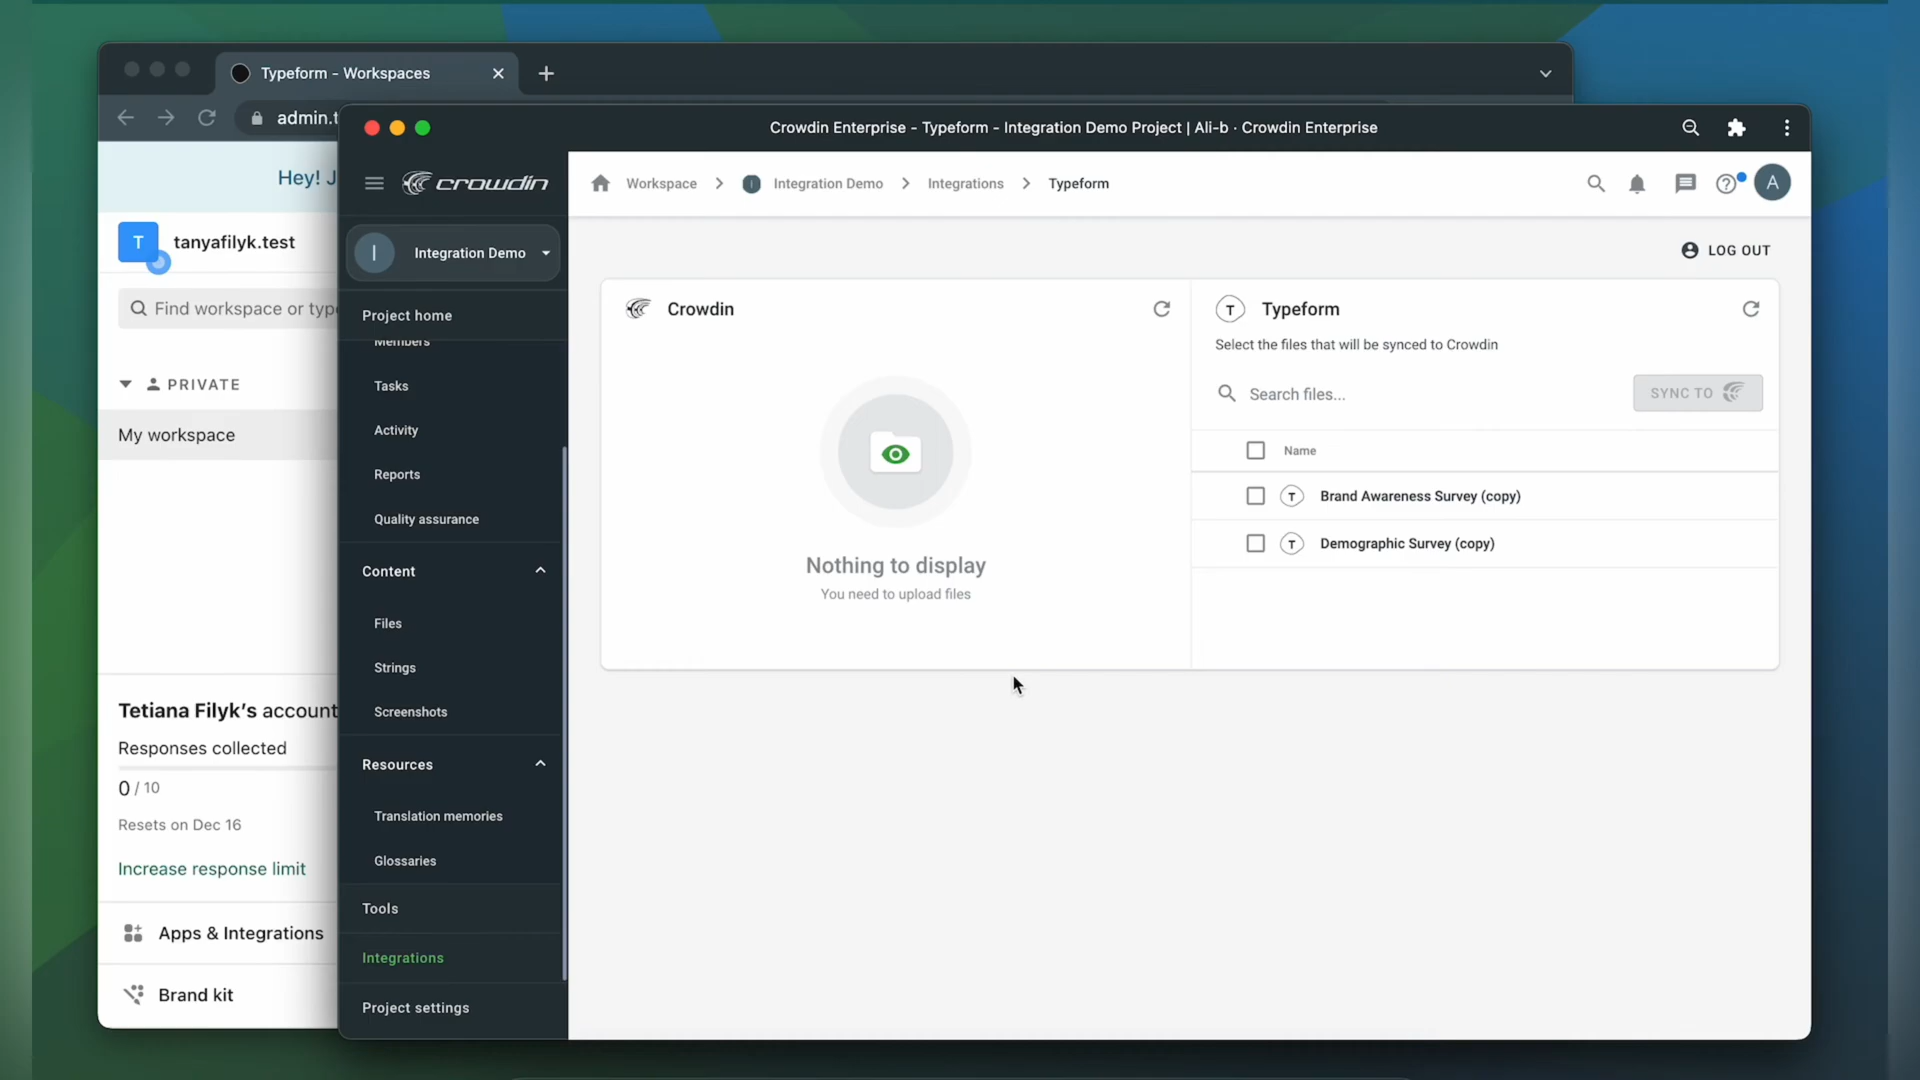 Typeform - Workspaces
admin.t
Hey! J
T
tanyafilyk.test
Find workspace or type
PRIVATE
My workspace
Tetiana Filyk's account
Responses collected
0 / 10
Resets on Dec 16
Increase response limit
Apps & Integrations
Brand kit
Crowdin Enterprise - Typeform - Integration Demo Project | Ali-b · Crowdin Enterprise
crowdin
I
Integration Demo
Project home
Members
Tasks
Activity
Reports
Quality assurance
Content
Files
Strings
Screenshots
Resources
Translation memories
Glossaries
Tools
Integrations
Project settings
Workspace
I
Integration Demo
Integrations
Typeform
A
LOG OUT
Crowdin
Nothing to display
You need to upload files
T
Typeform
Select the files that will be synced to Crowdin
Search files...
SYNC TO
Name
T
Brand Awareness Survey (copy)
T
Demographic Survey (copy)